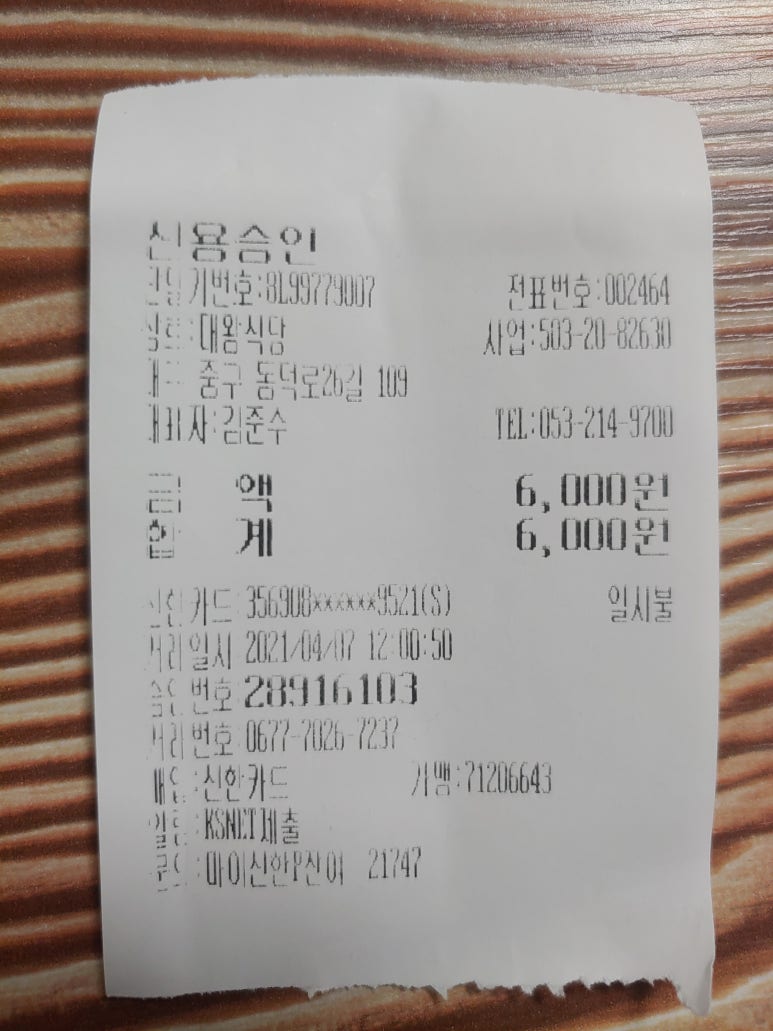 신용승인
단말기번호:8L99779007 전표번호:002464
상호:대왕식당 사업:503-20-82630
대구 중구 동덕로26길 109
대표자:김준수 TEL:053-214-9700
금 액 6,000원
합 계 6,000원
신한카드:356908******9521(S) 일시불
거래일시 2021/04/07 12:00:50
승인번호:28916103
거래번호:0677-7026-7237
매입:신한카드 가맹:71206643
알림:KSNET제출
문의:마이신한P잔여 21747